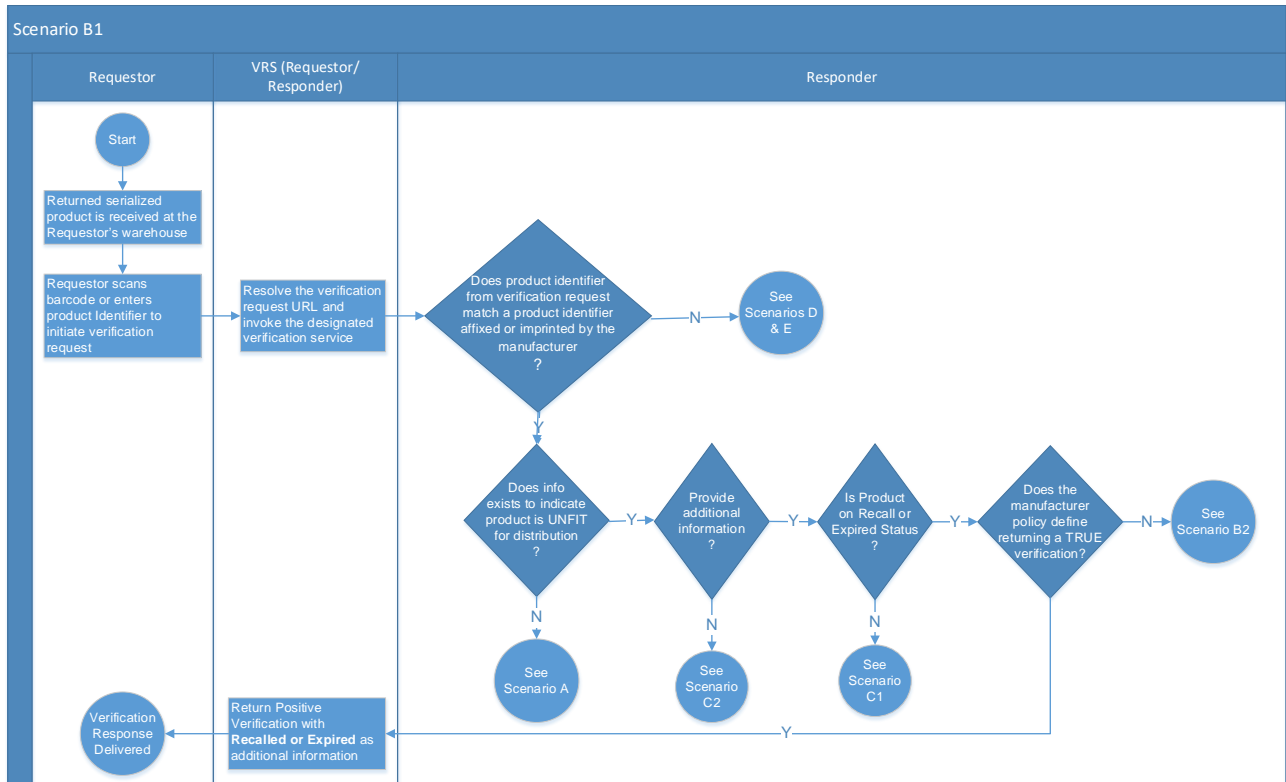 Scenario B1
Requestor
VRS (Requestor/
Responder)
Responder
Start
Returned serialized
product is received at the
Requestor's warehouse
Requestor scans
barcode or enters
product Identifier to
initiate verification
request
Resolve the verification
request URL and
invoke the designated
verification service
Does product identifier
from verification request
match a product identifier
affixed or imprinted by the
manufacturer
?
N
See
Scenarios D
& E
Y
Does info
exists to indicate
product is UNFIT
for distribution
?
Y
Provide
additional
information
?
Y
Is Product
on Recall or
Expired Status
?
Y
Does the
manufacturer
policy define
returning a TRUE
verification?
N
See
Scenario B2
N
See
Scenario A
N
See
Scenario
C2
N
See
Scenario
C1
Y
Return Positive
Verification with
Recalled or Expired as
additional information
Verification
Response
Delivered